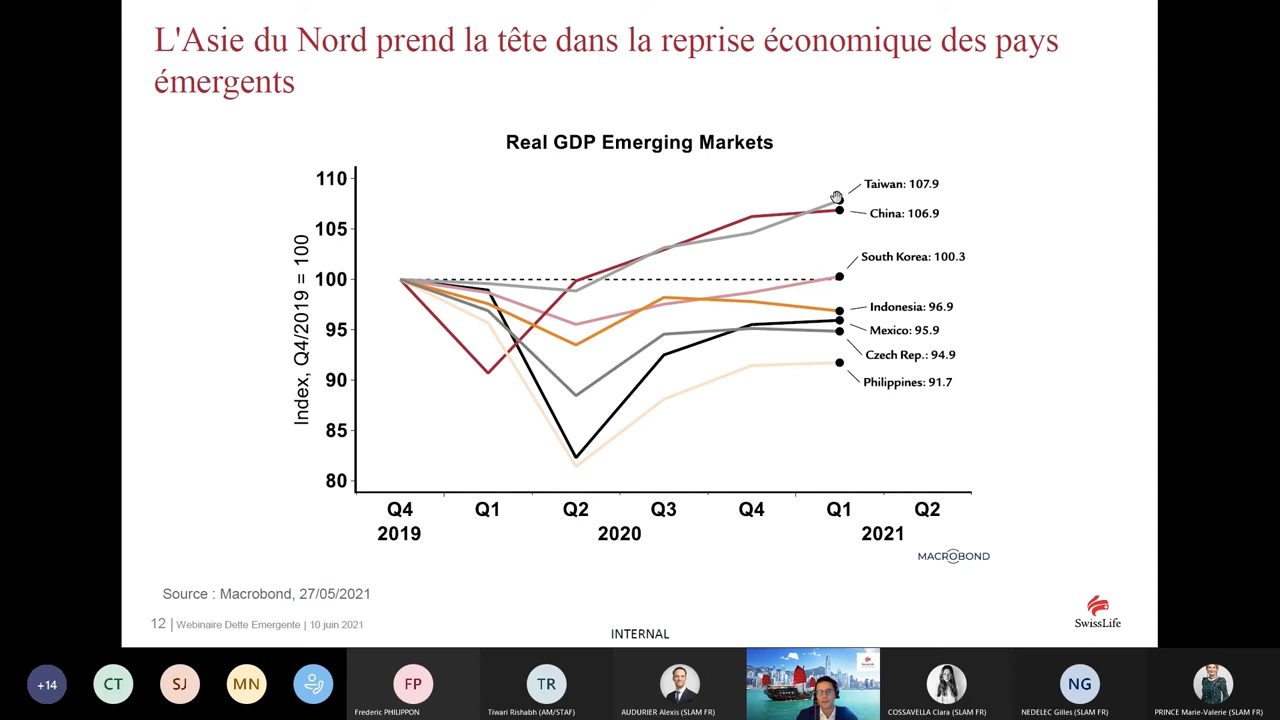 L'Asie du Nord prend la tête dans la reprise économique des pays
émergents
Real GDP Emerging Markets
Index, Q4/2019 = 100
110
105
100
95
90
85
80
Taiwan: 107.9
China: 106.9
South Korea: 100.3
Indonesia: 96.9
Mexico: 95.9
Czech Rep.: 94.9
Philippines: 91.7
Q4 Q1 Q2 Q3 Q4 Q1 Q2
2019 2020 2021
MACROBOND
Source : Macrobond, 27/05/2021
12 | Webinaire Dette Emergente | 10 juin 2021
SwissLife
INTERNAL
+14 CT SJ MN FP TR NG
Frederic PHILIPPON Tiwari Rishabh (AM/STAF) AUDURIER Alexis (SLAM FR) COSSAVELLA Clara (SLAM FR) NEDELEC Gilles (SLAM FR) PRINCE Marie-Valerie (SLAM FR)